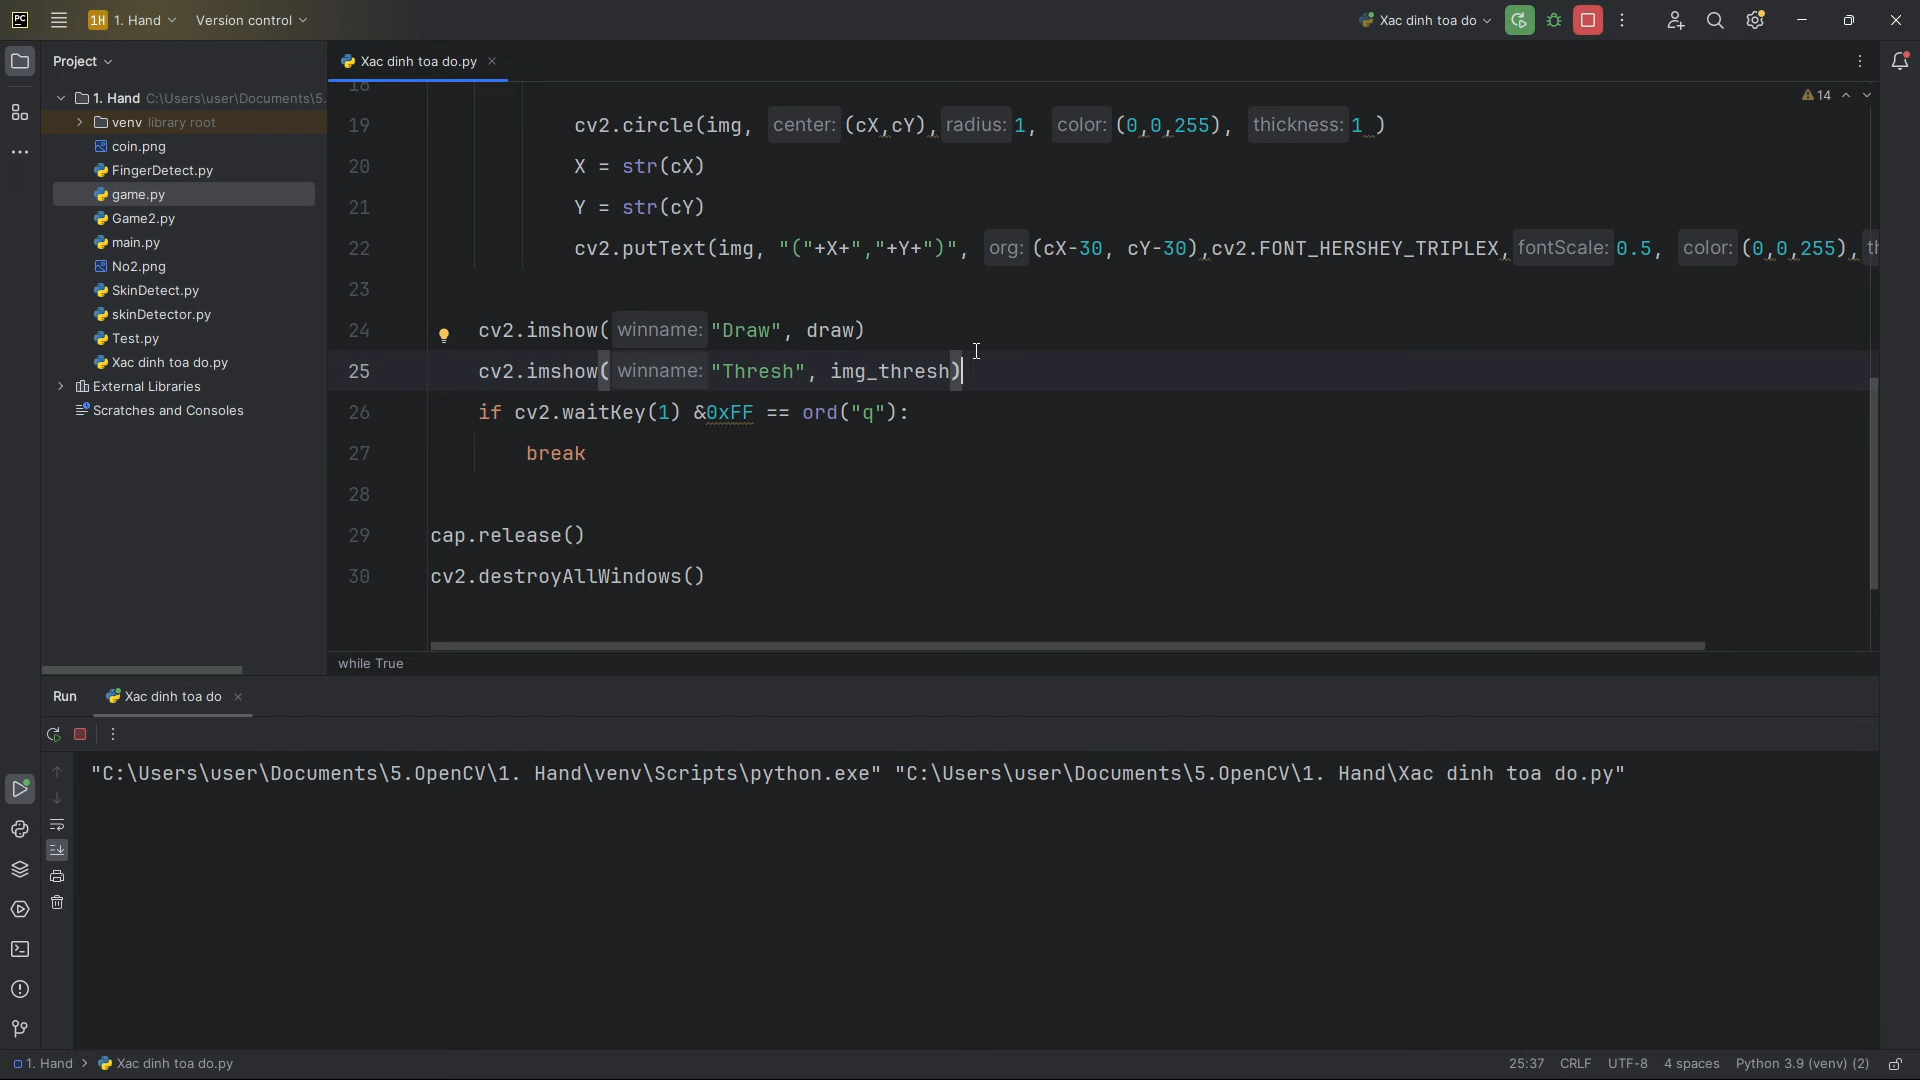 PC
1H 1. Hand
Version control
Xac dinh toa do
Project
Xac dinh toa do.py
1. Hand C:\Users\user\Documents\5.
venv library root
coin.png
FingerDetect.py
game.py
Game2.py
main.py
No2.png
SkinDetect.py
skinDetector.py
Test.py
Xac dinh toa do.py
External Libraries
Scratches and Consoles
14
18
19 cv2.circle(img, center: (cX,cY), radius: 1, color: (0,0,255), thickness: 1 )
20 X = str(cX)
21 Y = str(cY)
22 cv2.putText(img, "("+X+","+Y+")", org: (cX-30, cY-30),cv2.FONT_HERSHEY_TRIPLEX, fontScale: 0.5, color: (0,0,255), th
23
24 cv2.imshow( winname: "Draw", draw)
25 cv2.imshow( winname: "Thresh", img_thresh)
26 if cv2.waitKey(1) &0xFF == ord("q"):
27 break
28
29 cap.release()
30 cv2.destroyAllWindows()
while True
Run
Xac dinh toa do
"C:\Users\user\Documents\5.OpenCV\1. Hand\venv\Scripts\python.exe" "C:\Users\user\Documents\5.OpenCV\1. Hand\Xac dinh toa do.py"
1. Hand > Xac dinh toa do.py
25:37 CRLF UTF-8 4 spaces Python 3.9 (venv) (2)